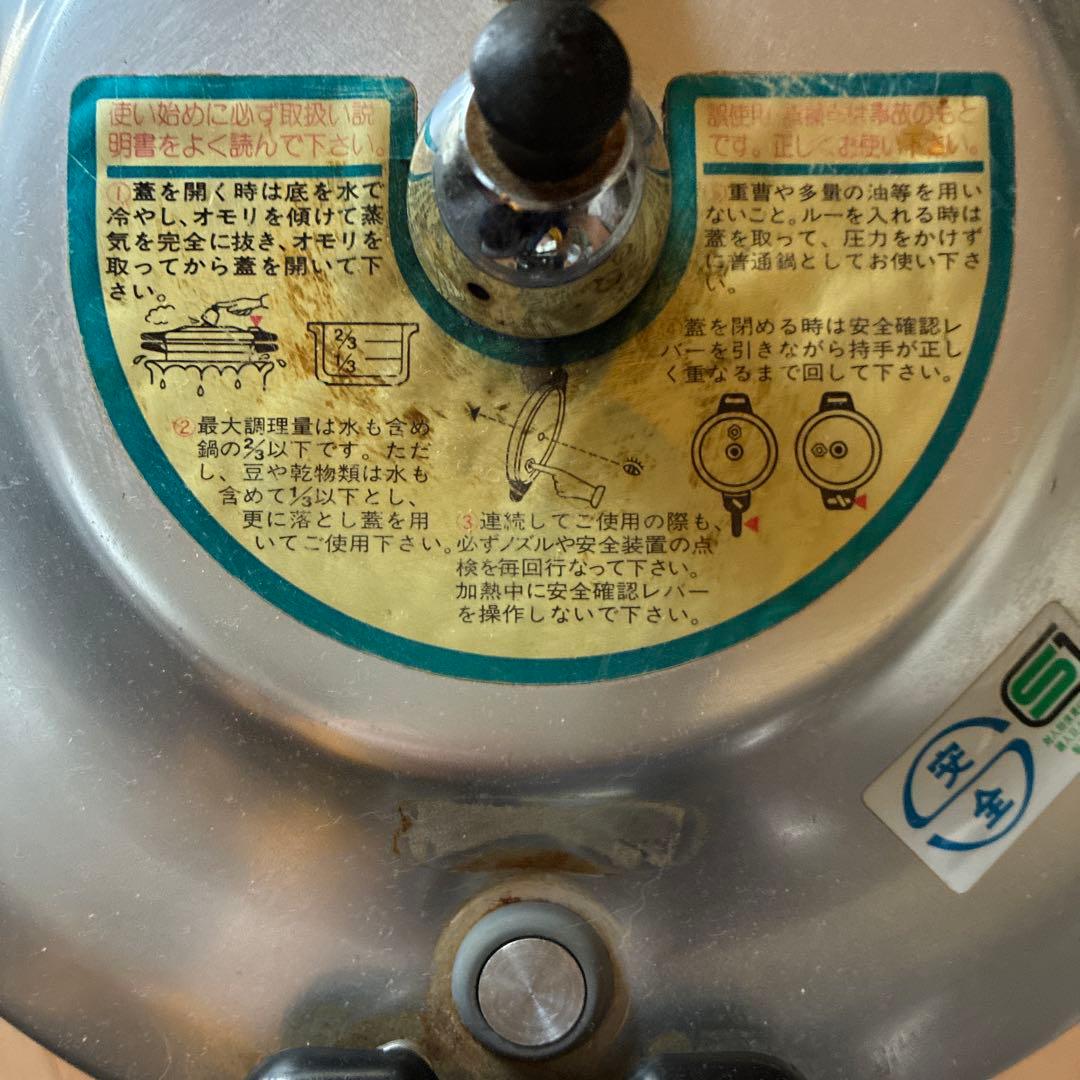 使い始めに必ず取扱い説
明書をよく読んで下さい。
①蓋を開く時は底を水で
冷やし、オモリを傾けて蒸
気を完全に抜き、オモリを
取ってから蓋を開いて下
さい。
2/3
1/3
②最大調理量は水も含め
鍋の2/3以下です。ただ
し、豆や乾物類は水も
含めて1/3以下とし、
更に落とし蓋を用
いてご使用下さい。
③連続してご使用の際も、
必ずノズルや安全装置の点
検を毎回行なって下さい。
加熱中に安全確認レバー
を操作しないで下さい。
④蓋を閉める時は安全確認レ
バーを引きながら持手が正し
く重なるまで回して下さい。
誤使用 事故のもと
です。正しくお使い下さい。
重曹や多量の油等を用い
ないこと。ルーを入れる時は
蓋を取って、圧力をかけず
に普通鍋としてお使い下さ
い。
S
安
全